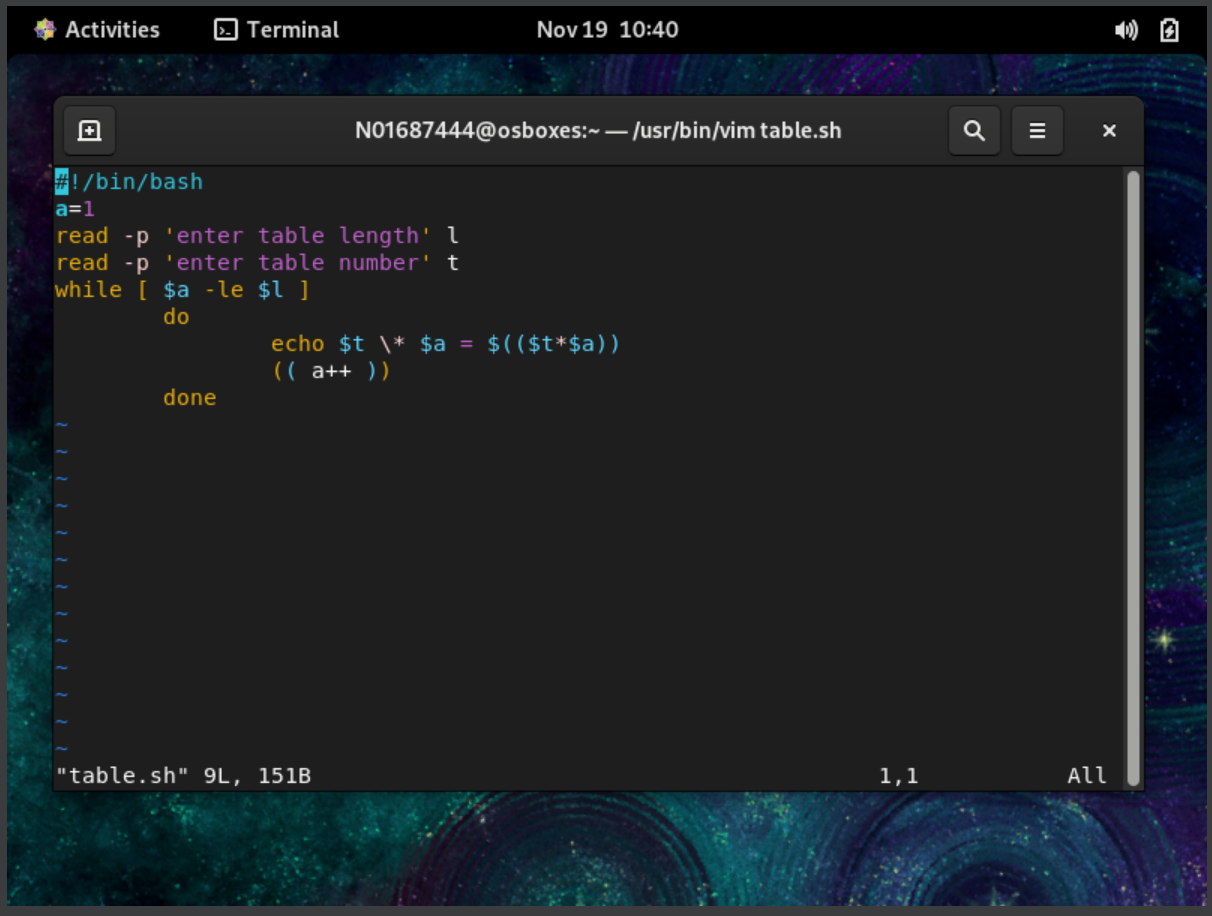 Activities Terminal Nov 19 10:40
N01687444@osboxes:~ — /usr/bin/vim table.sh
#!/bin/bash
a=1
read -p 'enter table length' l
read -p 'enter table number' t
while [ $a -le $l ]
        do
                echo $t \* $a = $(($t*$a))
                (( a++ ))
        done
~
~
~
~
~
~
~
~
~
~
~
~
~
"table.sh" 9L, 151B 1,1 All